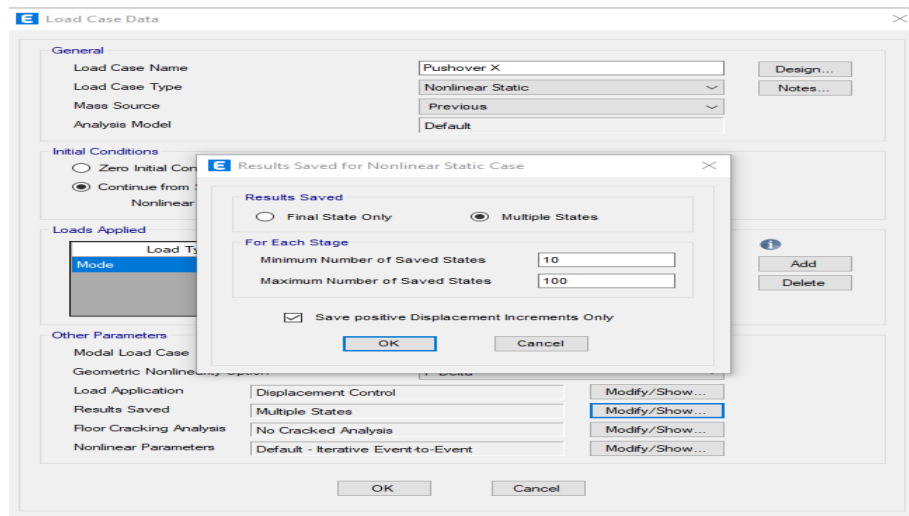 E Load Case Data
General
Load Case Name Pushover X Design...
Load Case Type Nonlinear Static Notes...
Mass Source Previous
Analysis Model Default
Initial Conditions
Zero Initial Con
Continue from
Nonlinear
E Results Saved for Nonlinear Static Case
Results Saved
Final State Only Multiple States
For Each Stage
Minimum Number of Saved States 10
Maximum Number of Saved States 100
Save positive Displacement Increments Only
OK Cancel
Loads Applied
Load Ty
Mode
Add
Delete
Other Parameters
Modal Load Case
Geometric Nonlinearity Option P-Delta
Load Application Displacement Control Modify/Show...
Results Saved Multiple States Modify/Show...
Floor Cracking Analysis No Cracked Analysis Modify/Show...
Nonlinear Parameters Default - Iterative Event-to-Event Modify/Show...
OK Cancel